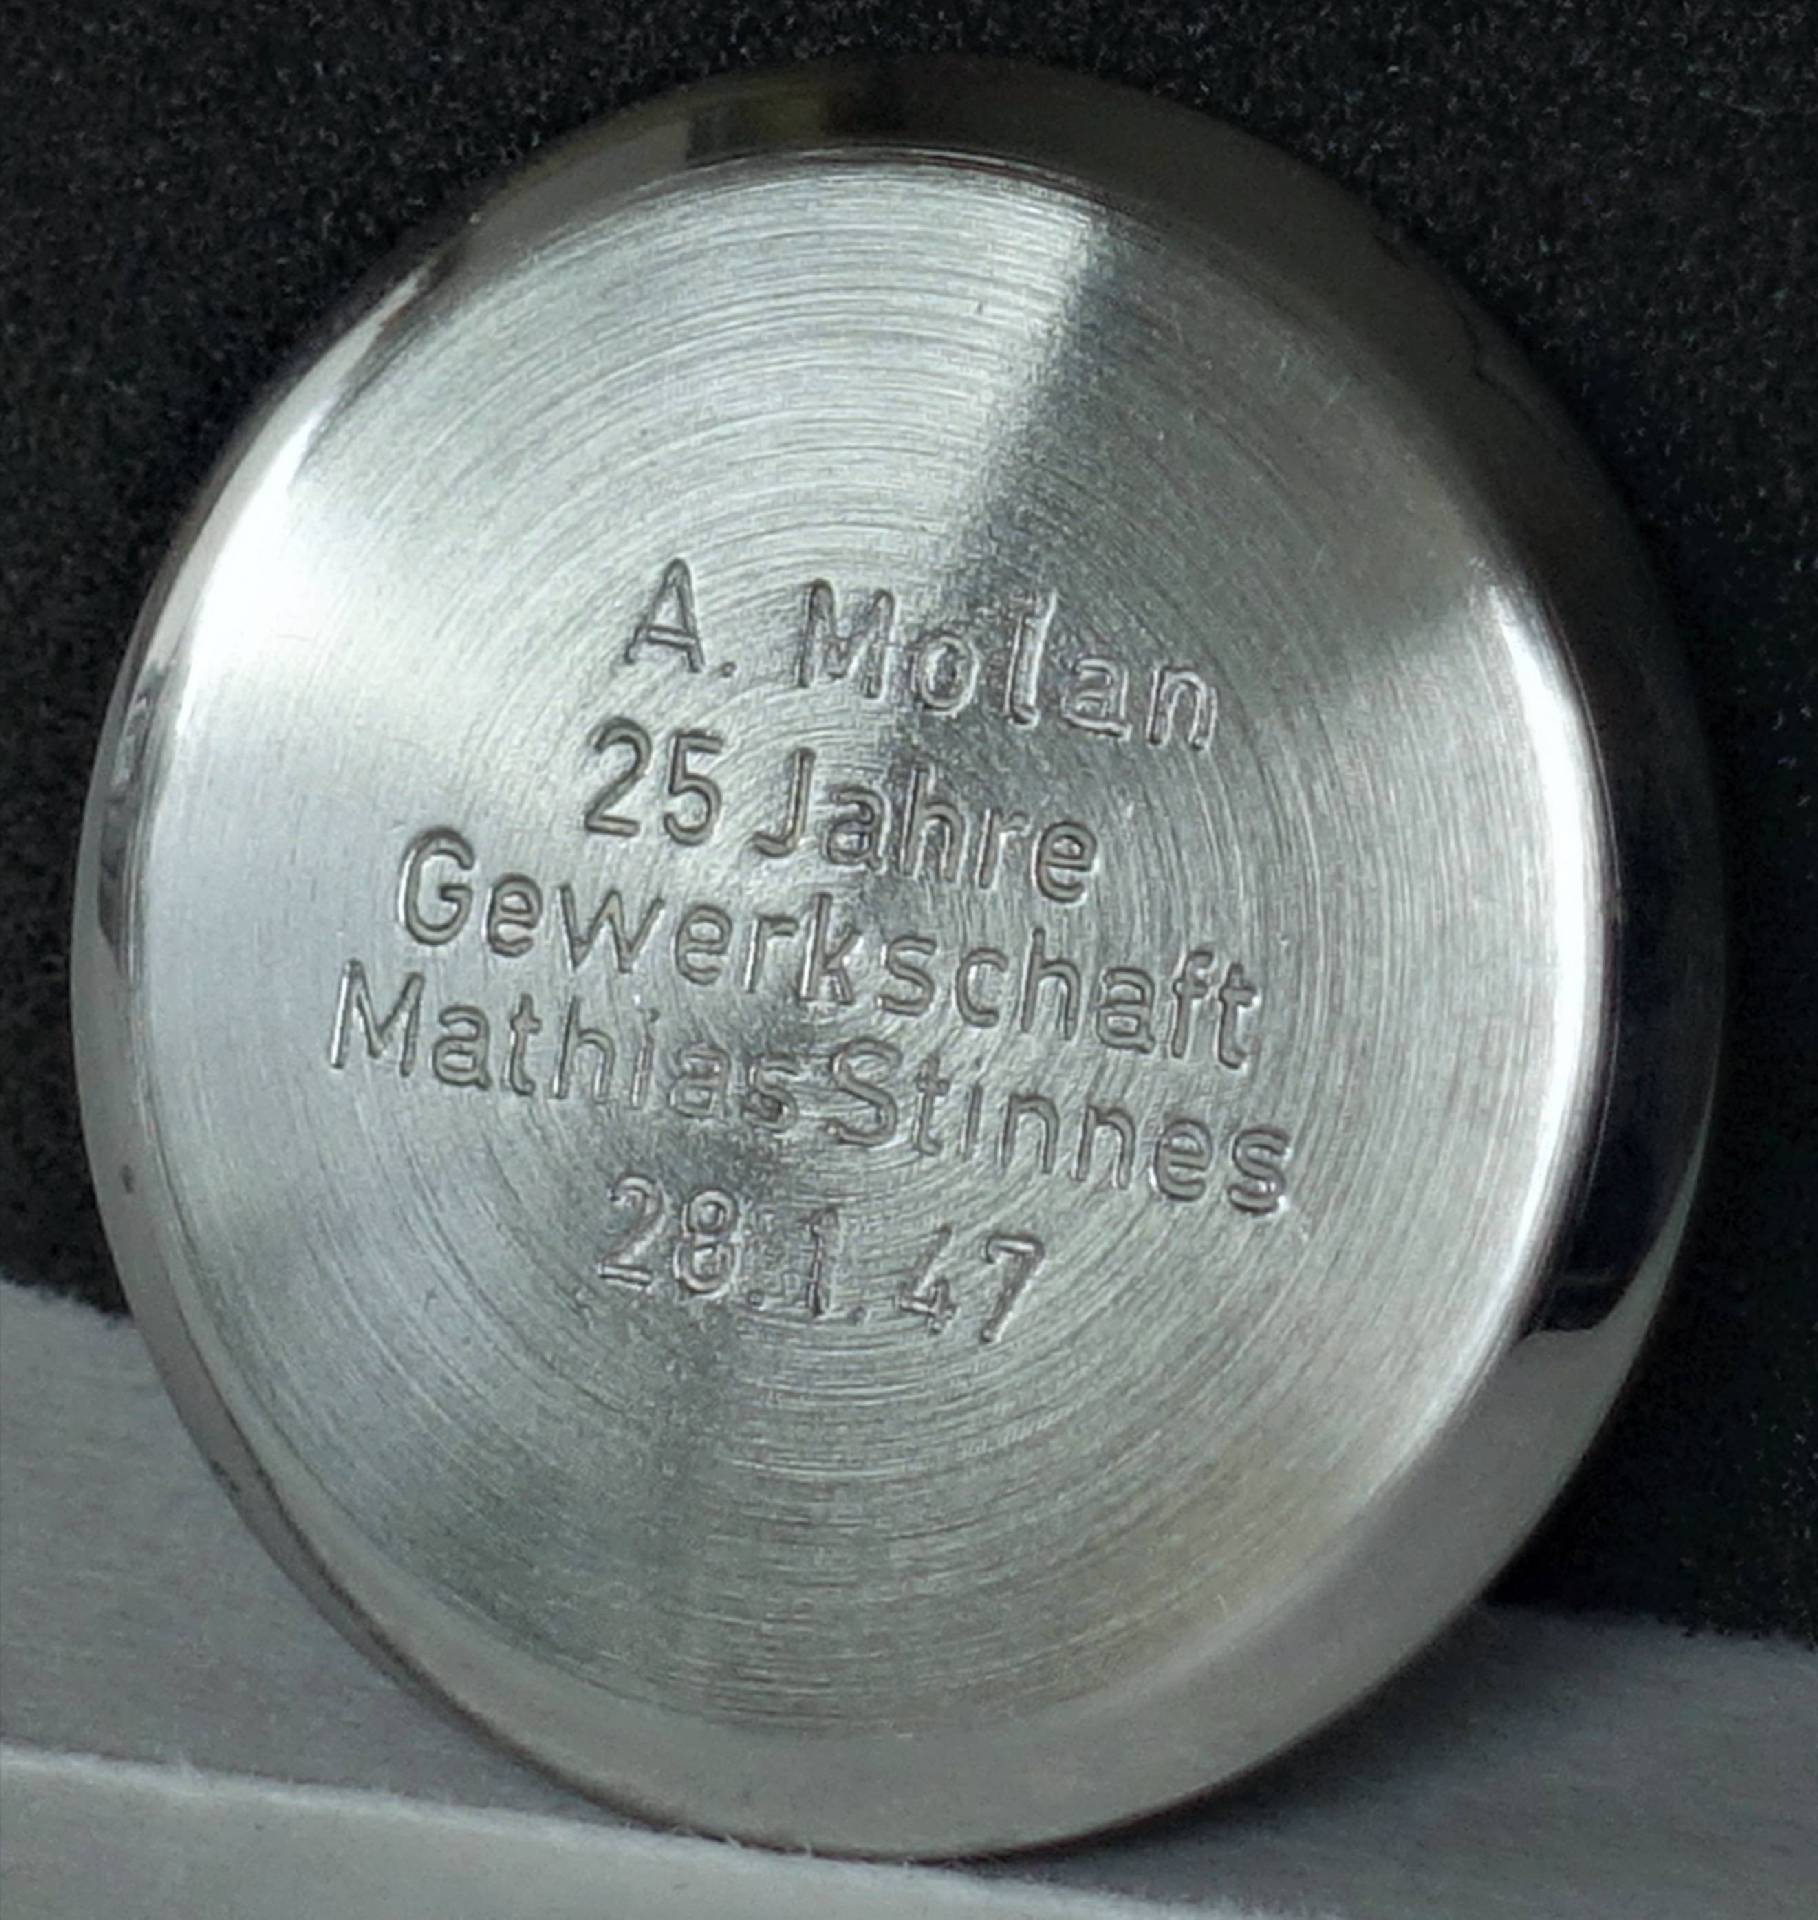 A. Molan
25 Jahre
Gewerkschaft
Mathias Stinnes
28.1.47